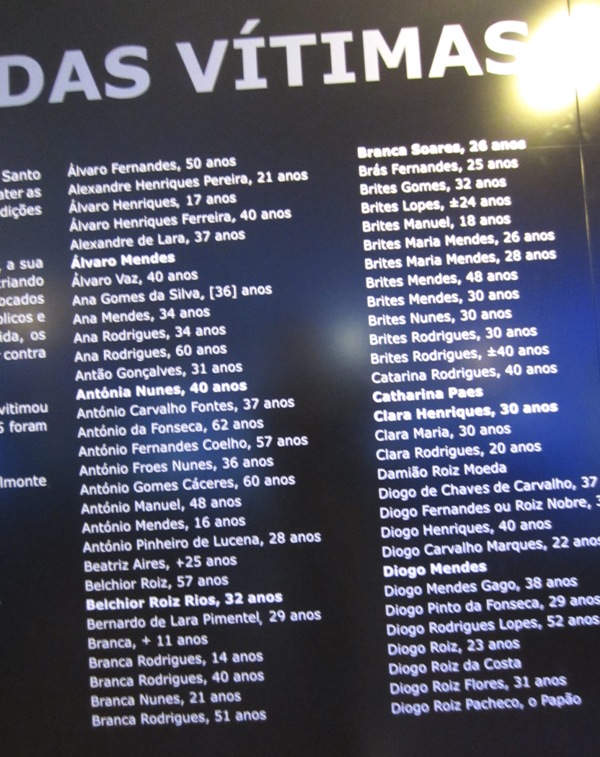 DAS VÍTIMAS
Santo
ater as
dições
, a sua
triando
ocados
olicos e
ida, os
contra
vitimou
5 foram
lmonte
Álvaro Fernandes, 50 anos
Alexandre Henriques Pereira, 21 anos
Álvaro Henriques, 17 anos
Álvaro Henriques Ferreira, 40 anos
Alexandre de Lara, 37 anos
Álvaro Mendes
Álvaro Vaz, 40 anos
Ana Gomes da Silva, [36] anos
Ana Mendes, 34 anos
Ana Rodrigues, 34 anos
Ana Rodrigues, 60 anos
Antão Gonçalves, 31 anos
Antónia Nunes, 40 anos
António Carvalho Fontes, 37 anos
António da Fonseca, 62 anos
António Fernandes Coelho, 57 anos
António Froes Nunes, 36 anos
António Gomes Cáceres, 60 anos
António Manuel, 48 anos
António Mendes, 16 anos
António Pinheiro de Lucena, 28 anos
Beatriz Aires, +25 anos
Belchior Roiz, 57 anos
Belchior Roiz Rios, 32 anos
Bernardo de Lara Pimentel, 29 anos
Branca, + 11 anos
Branca Rodrigues, 14 anos
Branca Rodrigues, 40 anos
Branca Nunes, 21 anos
Branca Rodrigues, 51 anos
Branca Soares, 26 anos
Brás Fernandes, 25 anos
Brites Gomes, 32 anos
Brites Lopes, ±24 anos
Brites Manuel, 18 anos
Brites Maria Mendes, 26 anos
Brites Maria Mendes, 28 anos
Brites Mendes, 48 anos
Brites Mendes, 30 anos
Brites Nunes, 30 anos
Brites Rodrigues, 30 anos
Brites Rodrigues, ±40 anos
Catarina Rodrigues, 40 anos
Catharina Paes
Clara Henriques, 30 anos
Clara Maria, 30 anos
Clara Rodrigues, 20 anos
Damião Roiz Moeda
Diogo de Chaves de Carvalho, 37
Diogo Fernandes ou Roiz Nobre, 3
Diogo Henriques, 40 anos
Diogo Carvalho Marques, 22 anos
Diogo Mendes
Diogo Mendes Gago, 38 anos
Diogo Pinto da Fonseca, 29 anos
Diogo Rodrigues Lopes, 52 anos
Diogo Roiz, 23 anos
Diogo Roiz da Costa
Diogo Roiz Flores, 31 anos
Diogo Roiz Pacheco, o Papão